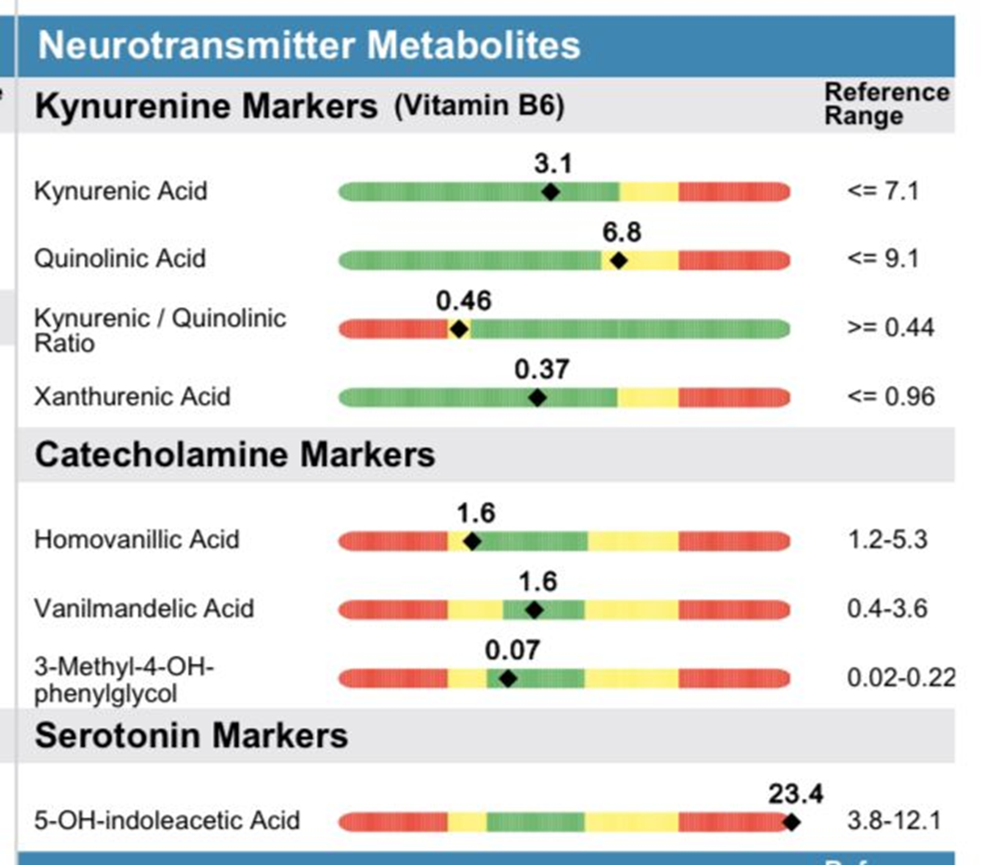 Neurotransmitter Metabolites
Kynurenine Markers (Vitamin B6)
Reference
Range
3.1
Kynurenic Acid <= 7.1
6.8
Quinolinic Acid <= 9.1
0.46
Kynurenic / Quinolinic
Ratio >= 0.44
0.37
Xanthurenic Acid <= 0.96
Catecholamine Markers
1.6
Homovanillic Acid 1.2-5.3
1.6
Vanilmandelic Acid 0.4-3.6
0.07
3-Methyl-4-OH-
phenylglycol 0.02-0.22
Serotonin Markers
23.4
5-OH-indoleacetic Acid 3.8-12.1